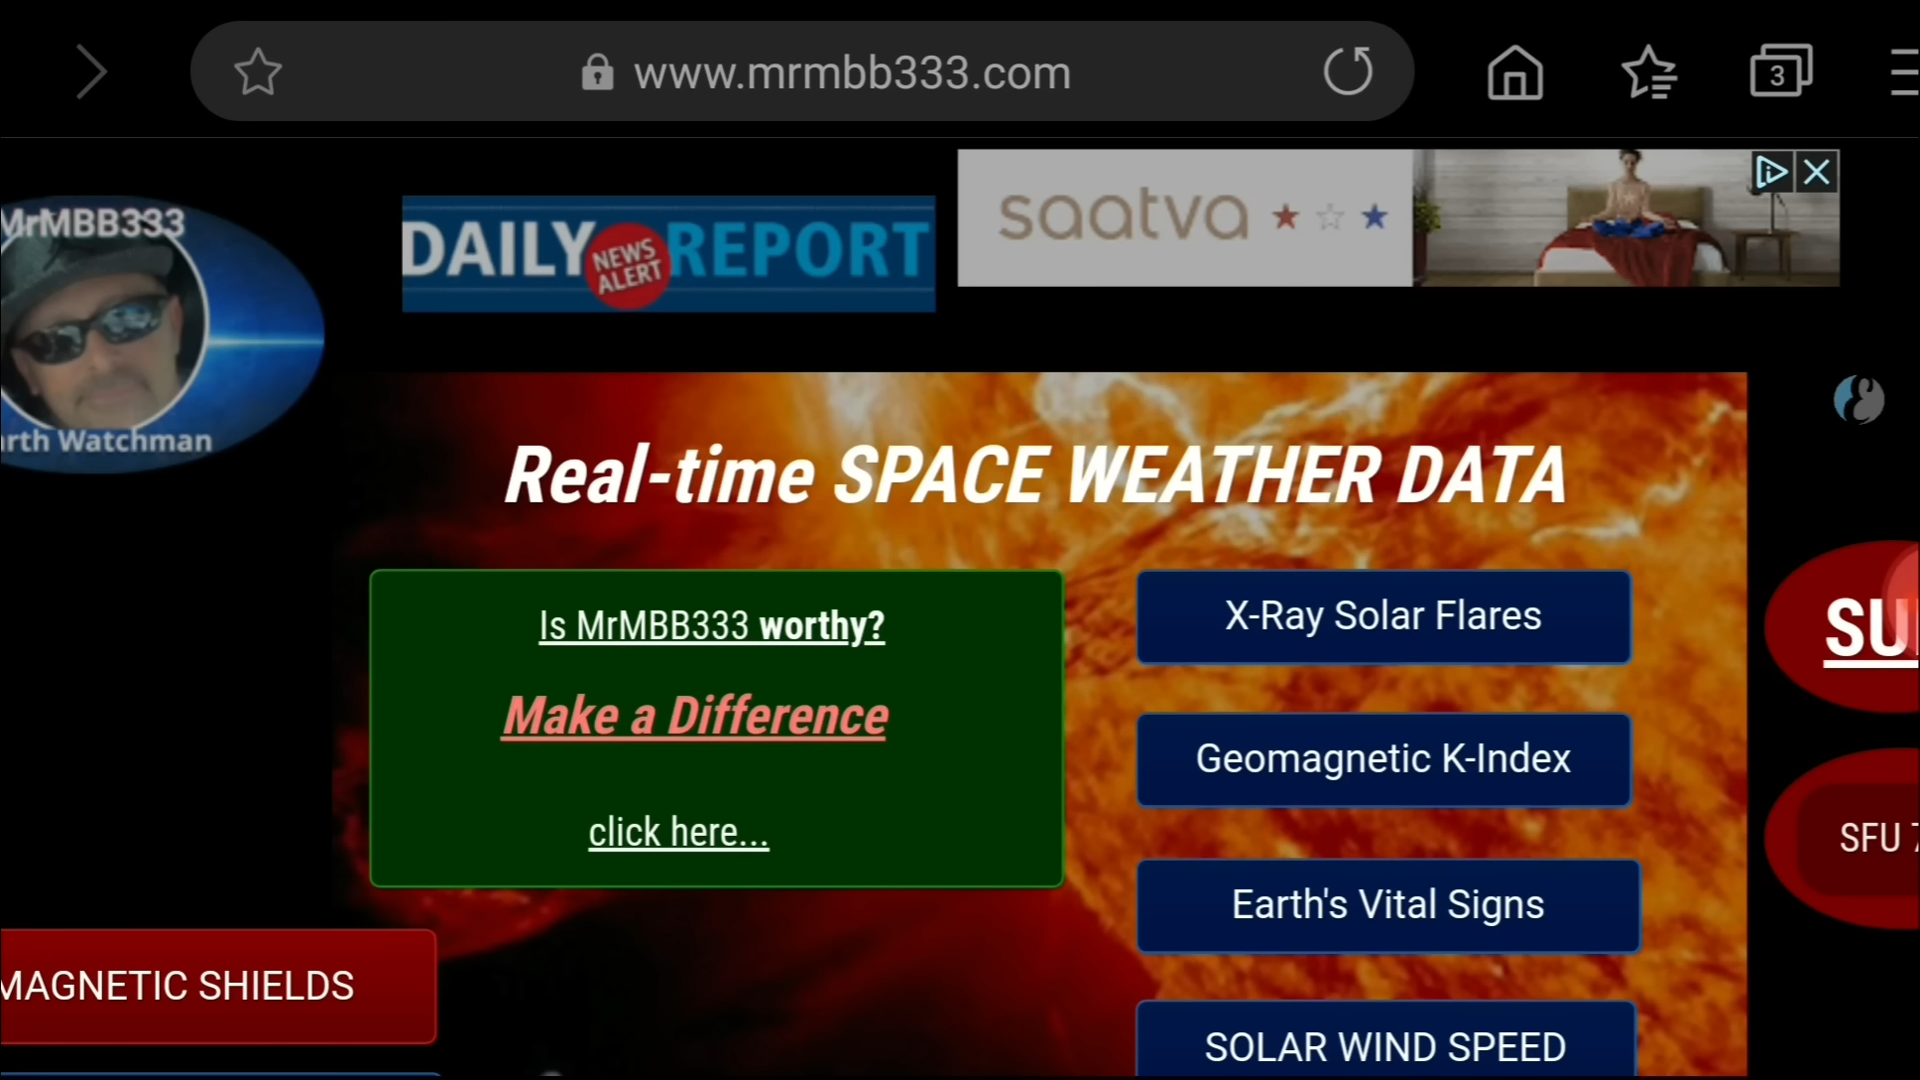 www.mrmbb333.com
3
MrMBB333
rth Watchman
DAILY NEWS ALERT REPORT
saatva
Real-time SPACE WEATHER DATA
Is MrMBB333 worthy?
Make a Difference
click here...
X-Ray Solar Flares
Geomagnetic K-Index
Earth's Vital Signs
SOLAR WIND SPEED
MAGNETIC SHIELDS
SU
SFU 7